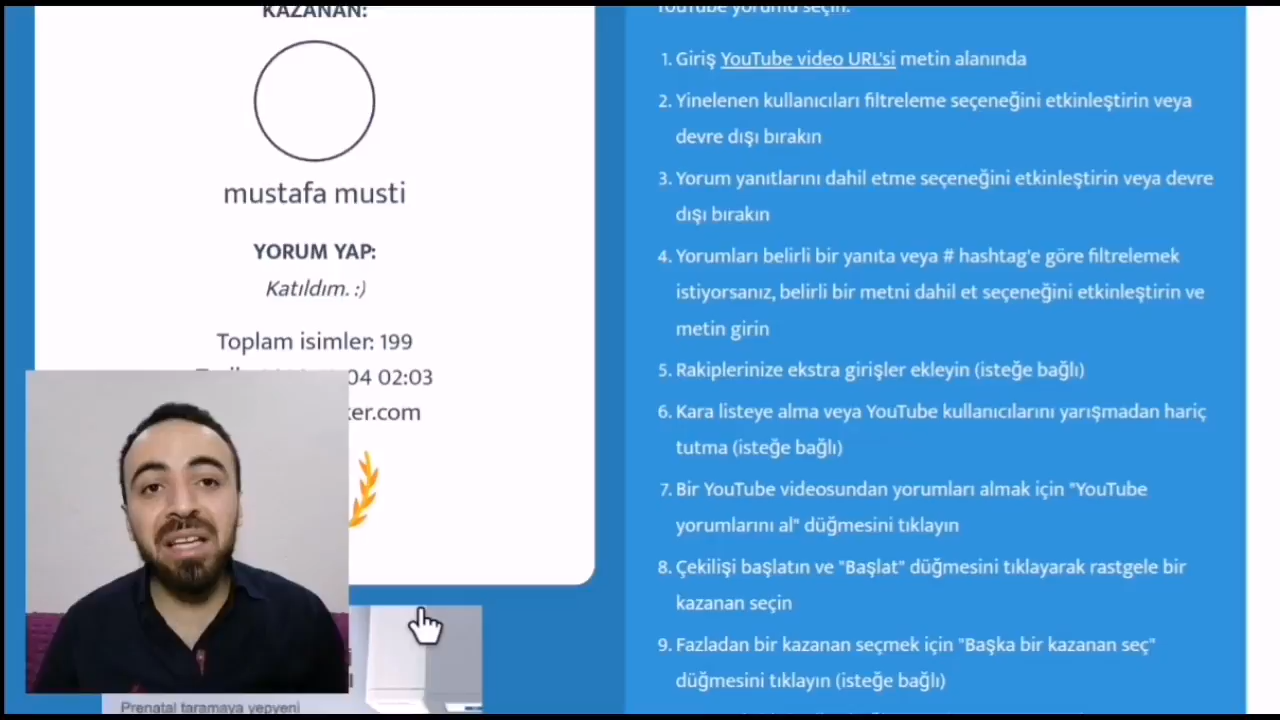 KAZANAN:
mustafa musti
YORUM YAP:
Katıldım. :)
Toplam isimler: 199
04 02:03
ker.com
Prenatal taramaya yepyeni
YouTube yorumu seçin.
1. Giriş YouTube video URL'si metin alanında
2. Yinelenen kullanıcıları filtreleme seçeneğini etkinleştirin veya
devre dışı bırakın
3. Yorum yanıtlarını dahil etme seçeneğini etkinleştirin veya devre
dışı bırakın
4. Yorumları belirli bir yanıta veya # hashtag'e göre filtrelemek
istiyorsanız, belirli bir metni dahil et seçeneğini etkinleştirin ve
metin girin
5. Rakiplerinize ekstra girişler ekleyin (isteğe bağlı)
6. Kara listeye alma veya YouTube kullanıcılarını yarışmadan hariç
tutma (isteğe bağlı)
7. Bir YouTube videosundan yorumları almak için "YouTube
yorumlarını al" düğmesini tıklayın
8. Çekilişi başlatın ve "Başlat" düğmesini tıklayarak rastgele bir
kazanan seçin
9. Fazladan bir kazanan seçmek için "Başka bir kazanan seç"
düğmesini tıklayın (isteğe bağlı)